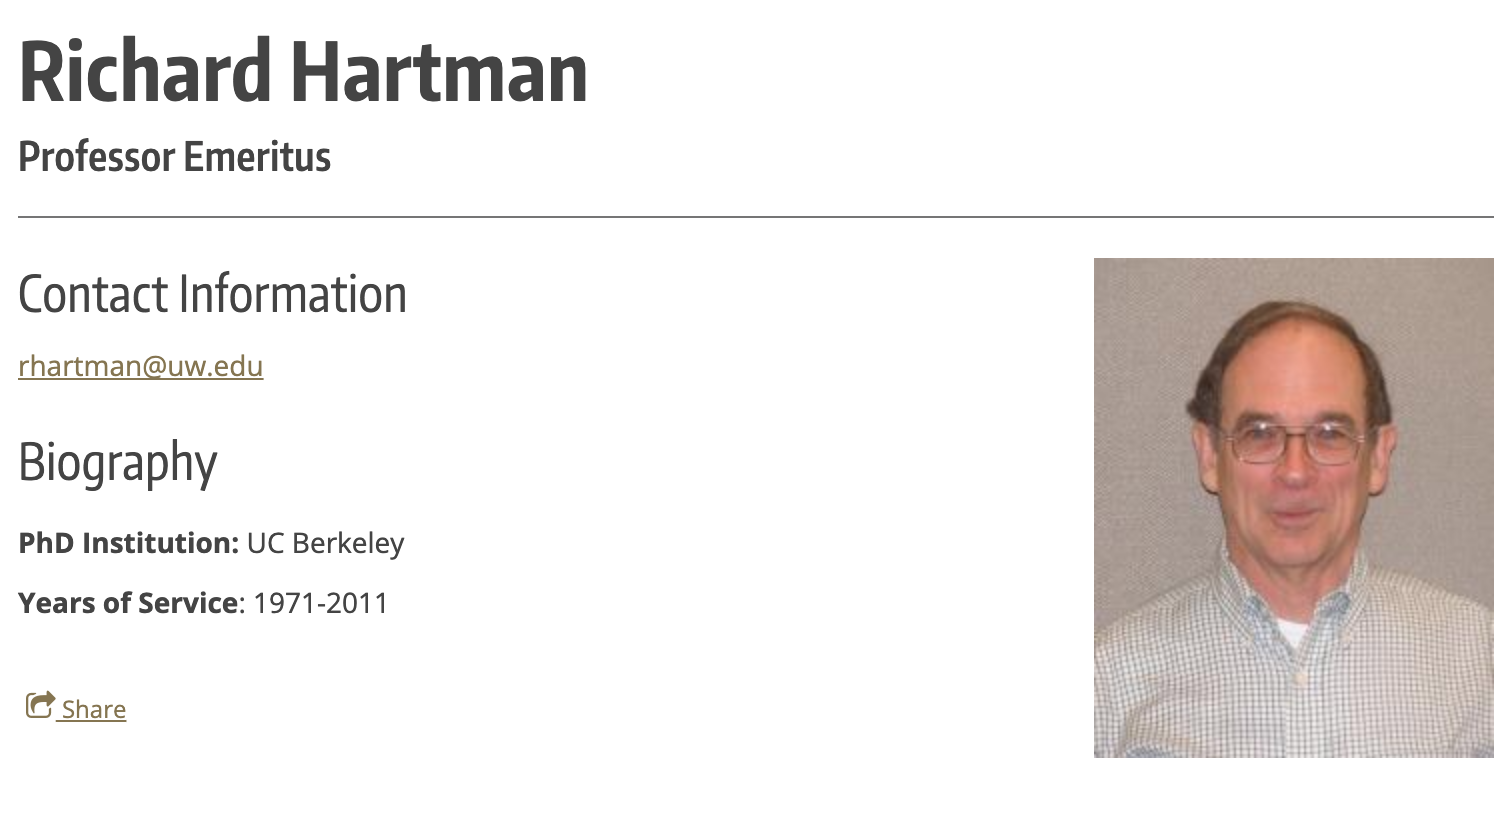 Richard Hartman
Professor Emeritus
Contact Information
rhartman@uw.edu
Biography
PhD Institution: UC Berkeley
Years of Service: 1971-2011
Share